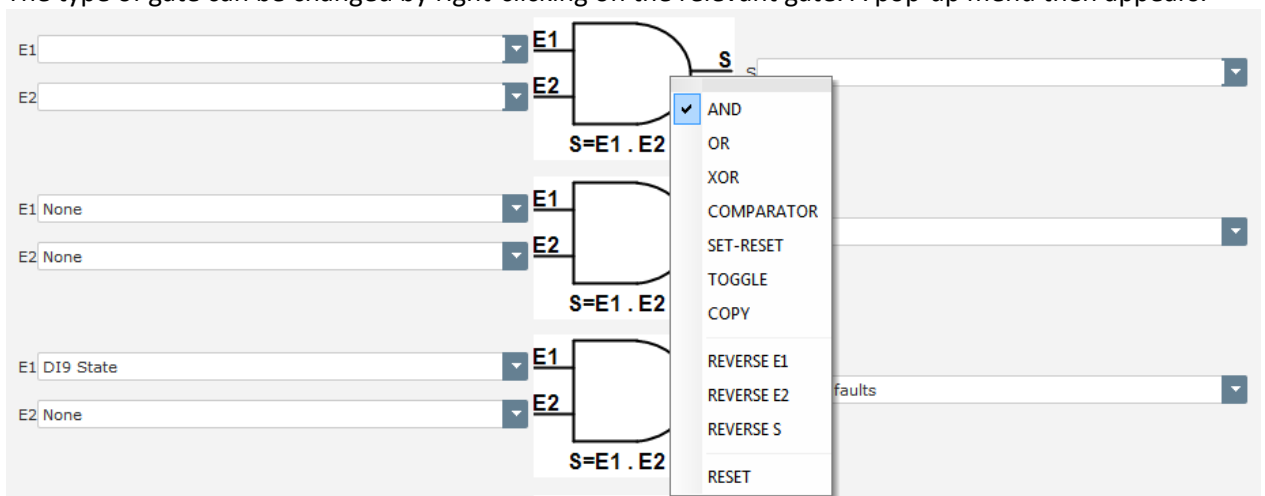 The type of gate can be changed by right-clicking on the relevant gate. A pop-up menu then appears.
E1 E1
S S
E2 E2
S=E1 . E2
AND
OR
XOR
COMPARATOR
SET-RESET
TOGGLE
COPY
REVERSE E1
REVERSE E2
REVERSE S
RESET
E1 None E1
E2 None E2
S=E1 . E2
E1 DI9 State E1
faults
E2 None E2
S=E1 . E2